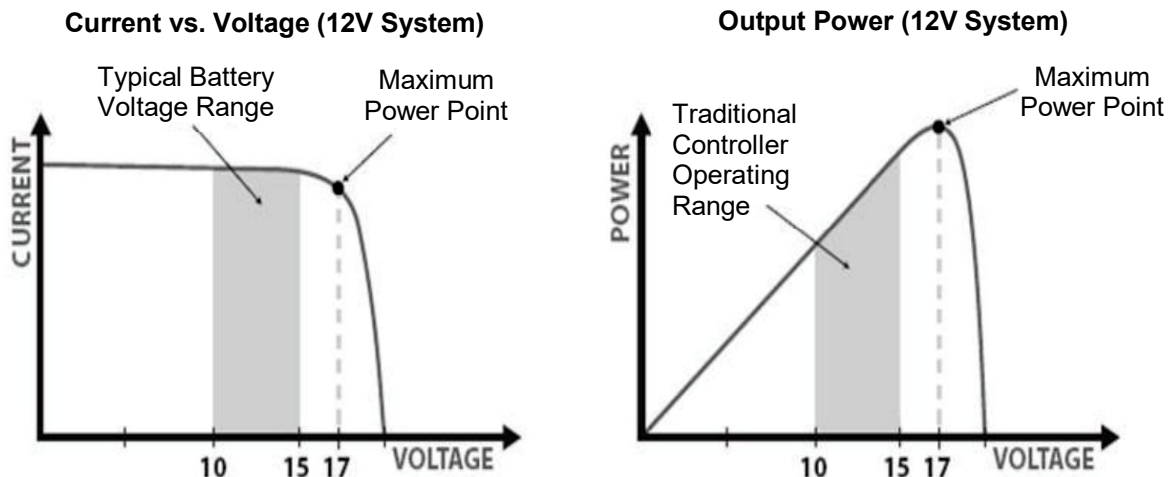 Current vs. Voltage (12V System)
Typical Battery
Voltage Range
Maximum
Power Point
CURRENT
10
15
17
VOLTAGE
Output Power (12V System)
Maximum
Power Point
Traditional
Controller
Operating
Range
POWER
10
15
17
VOLTAGE